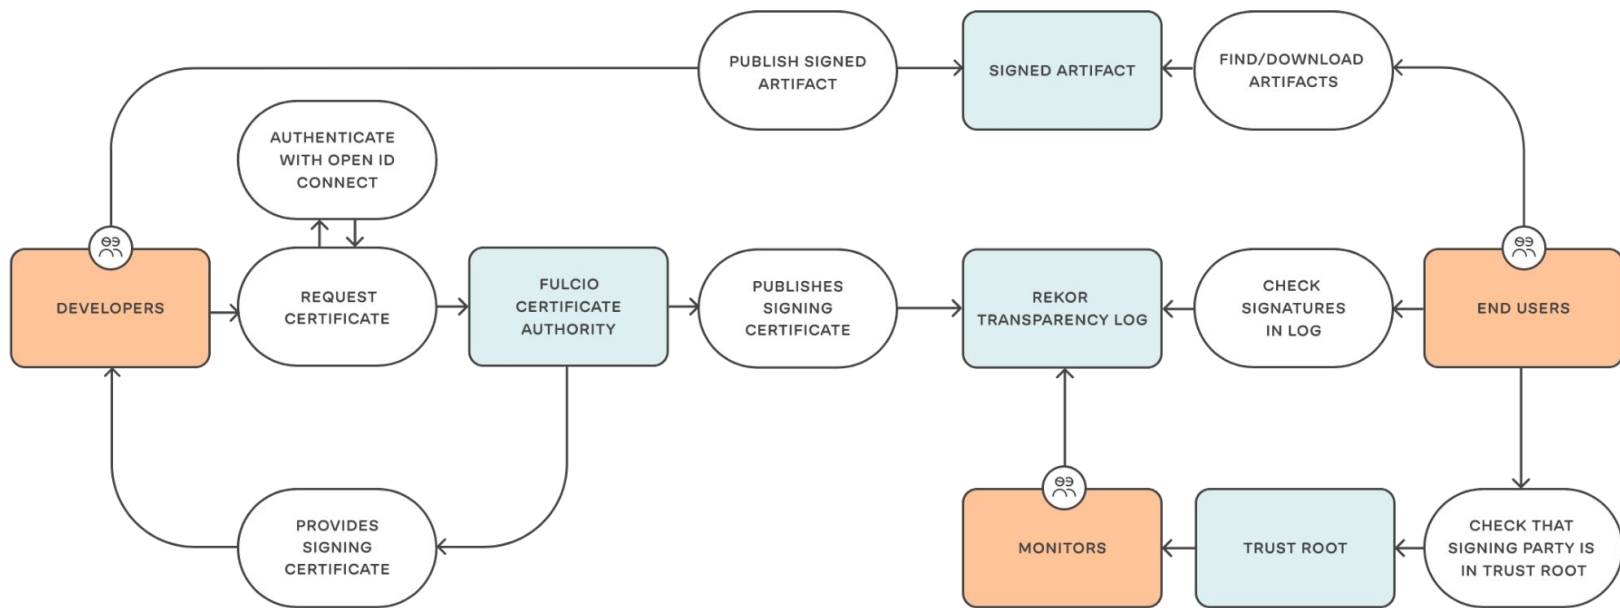 PUBLISH SIGNED
ARTIFACT
SIGNED ARTIFACT
FIND/DOWNLOAD
ARTIFACTS
AUTHENTICATE
WITH OPEN ID
CONNECT
DEVELOPERS
REQUEST
CERTIFICATE
FULCIO
CERTIFICATE
AUTHORITY
PUBLISHES
SIGNING
CERTIFICATE
REKOR
TRANSPARENCY LOG
CHECK
SIGNATURES
IN LOG
END USERS
PROVIDES
SIGNING
CERTIFICATE
MONITORS
TRUST ROOT
CHECK THAT
SIGNING PARTY IS
IN TRUST ROOT